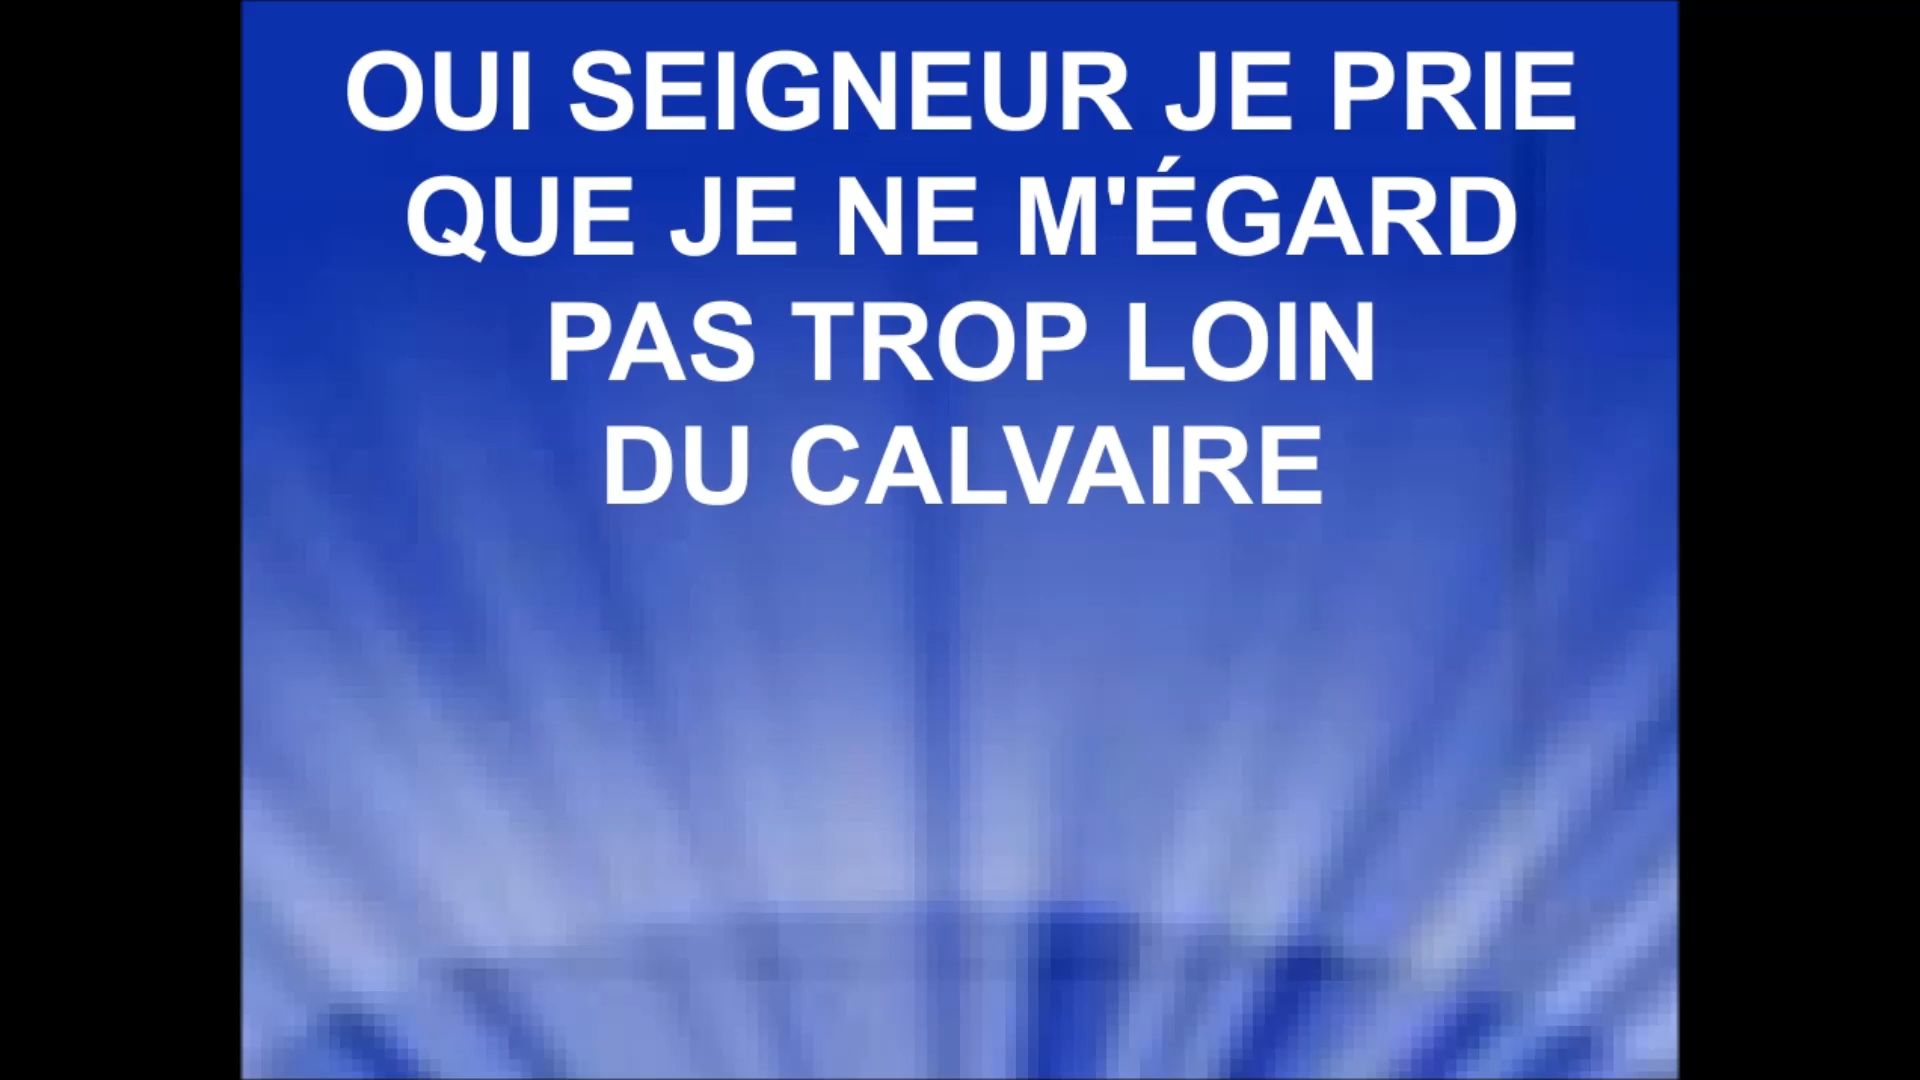 OUI SEIGNEUR JE PRIE
QUE JE NE M'ÉGARD
PAS TROP LOIN
DU CALVAIRE